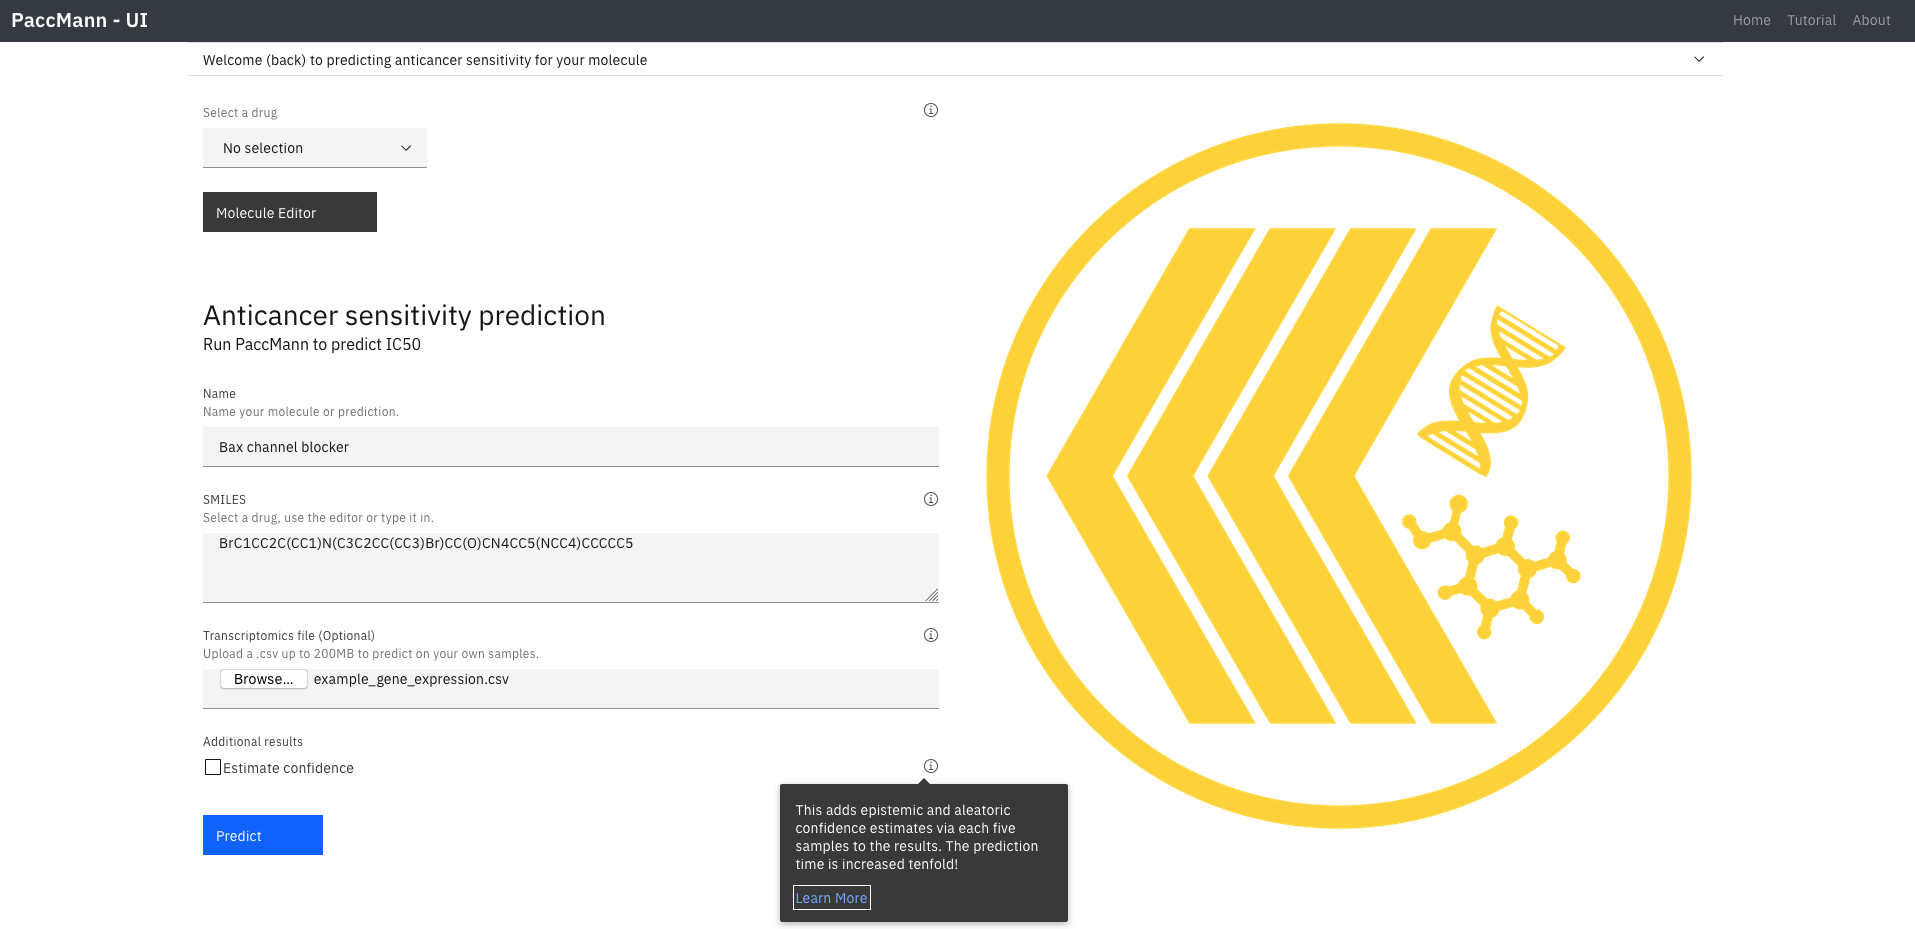 PaccMann - UI
Home Tutorial About
Welcome (back) to predicting anticancer sensitivity for your molecule
Select a drug
No selection
Molecule Editor
Anticancer sensitivity prediction
Run PaccMann to predict IC50
Name
Name your molecule or prediction.
Bax channel blocker
SMILES
Select a drug, use the editor or type it in.
BrC1CC2C(CC1)N(C3C2CC(CC3)Br)CC(O)CN4CC5(NCC4)CCCCC5
Transcriptomics file (Optional)
Upload a .csv up to 200MB to predict on your own samples.
Browse... example_gene_expression.csv
Additional results
Estimate confidence
This adds epistemic and aleatoric
confidence estimates via each five
samples to the results. The prediction
time is increased tenfold!
Learn More
Predict